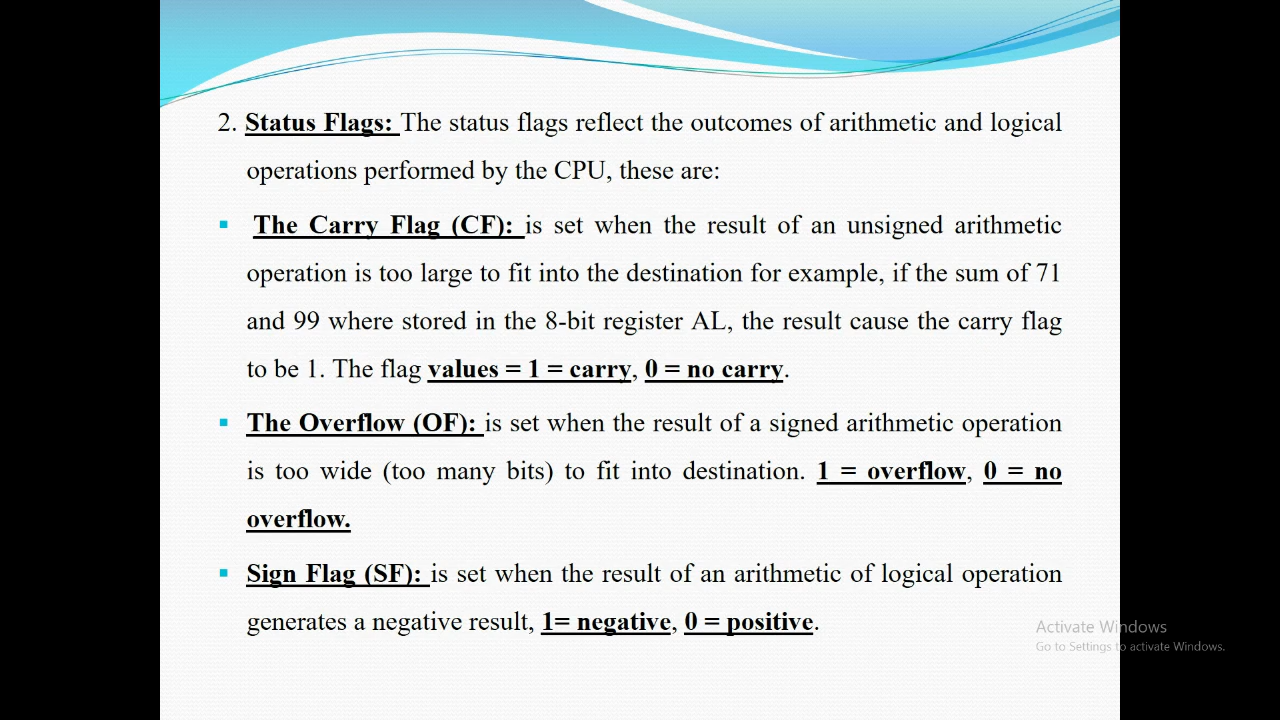 2. Status Flags: The status flags reflect the outcomes of arithmetic and logical
operations performed by the CPU, these are:
▪ The Carry Flag (CF): is set when the result of an unsigned arithmetic
operation is too large to fit into the destination for example, if the sum of 71
and 99 where stored in the 8-bit register AL, the result cause the carry flag
to be 1. The flag values = 1 = carry, 0 = no carry.
▪ The Overflow (OF): is set when the result of a signed arithmetic operation
is too wide (too many bits) to fit into destination. 1 = overflow, 0 = no
overflow.
▪ Sign Flag (SF): is set when the result of an arithmetic of logical operation
generates a negative result, 1= negative, 0 = positive.
Activate Windows
Go to Settings to activate Windows.